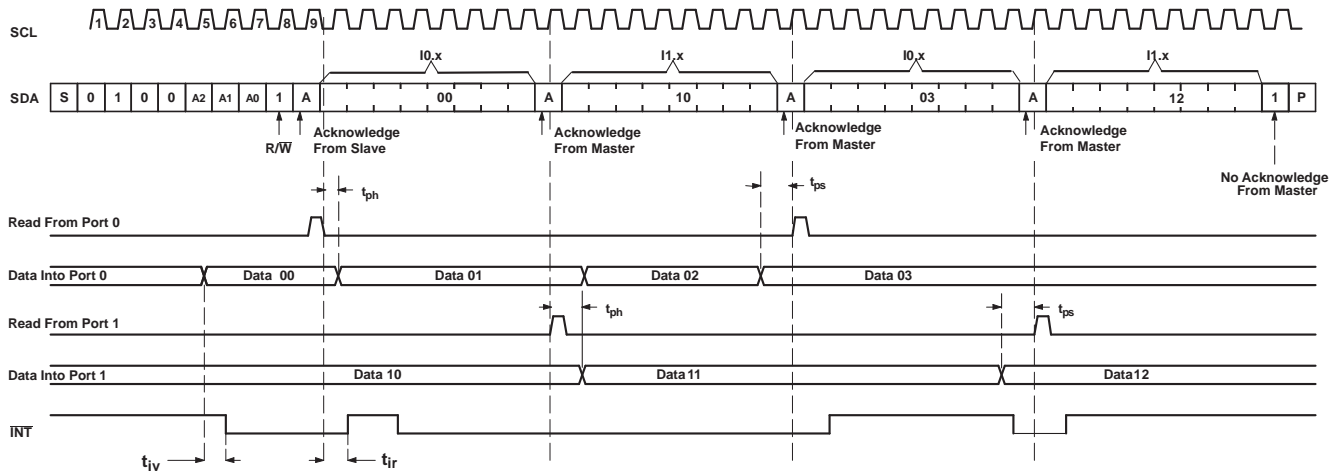 SCL 1 2 3 4 5 6 7 8 9
I0.x I1.x I0.x I1.x
SDA S 0 1 0 0 A2 A1 A0 1 A 00 A 10 A 03 A 12 1 P
R/W
Acknowledge
From Slave
Acknowledge
From Master
Acknowledge
From Master
Acknowledge
From Master
No Acknowledge
From Master
tph
tps
Read From Port 0
Data Into Port 0 Data 00 Data 01 Data 02 Data 03
tph
tps
Read From Port 1
Data Into Port 1 Data 10 Data 11 Data12
INT
tiv
tir